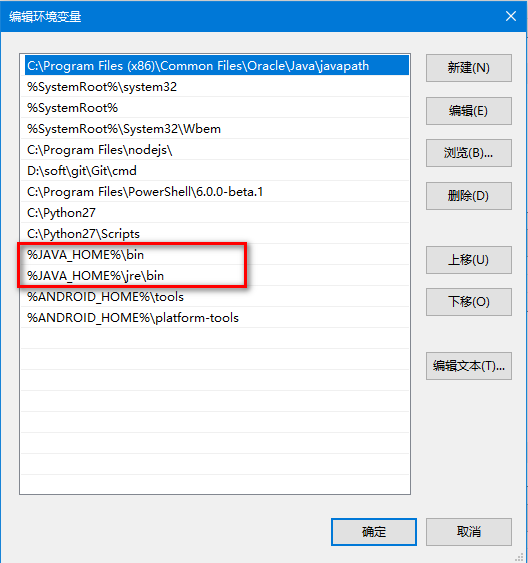 编辑环境变量
C:\Program Files (x86)\Common Files\Oracle\Java\javapath
%SystemRoot%\system32
%SystemRoot%
%SystemRoot%\System32\Wbem
C:\Program Files\nodejs\
D:\soft\git\Git\cmd
C:\Program Files\PowerShell\6.0.0-beta.1
C:\Python27
C:\Python27\Scripts
%JAVA_HOME%\bin
%JAVA_HOME%\jre\bin
%ANDROID_HOME%\tools
%ANDROID_HOME%\platform-tools
新建(N)
编辑(E)
浏览(B)...
删除(D)
上移(U)
下移(O)
编辑文本(T)...
确定
取消